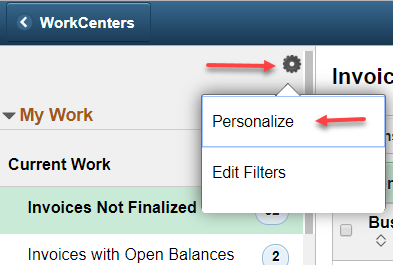 WorkCenters
Invoic
My Work
Personalize
Current Work
Edit Filters
Invoices Not Finalized
Bus
Invoices with Open Balances 2